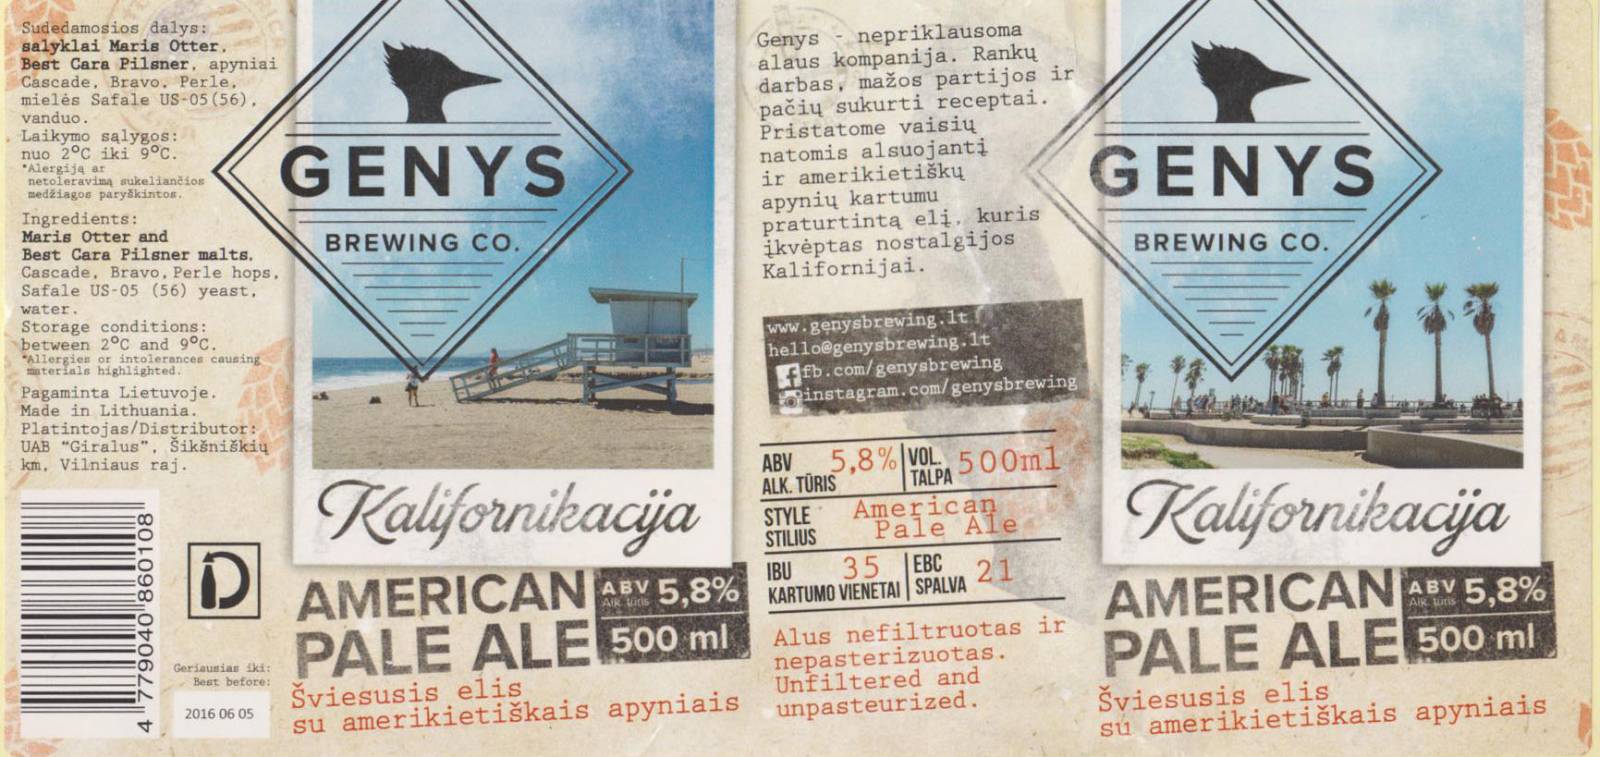 Sudedamosios dalys:
salyklai Maris Otter,
Best Cara Pilsner, apyniai
Cascade, Bravo, Perle,
mielės Safale US-05(56),
vanduo.
Laikymo sąlygos:
nuo 2°C iki 9°C.
*Alergiją ar
netoleravimą sukeliančios
medžiagos paryškintos.
Ingredients:
Maris Otter and
Best Cara Pilsner malts,
Cascade, Bravo, Perle hops,
Safale US-05 (56) yeast,
water.
Storage conditions:
between 2°C and 9°C.
*Allergies or intolerances causing
materials highlighted.
Pagaminta Lietuvoje.
Made in Lithuania.
Platintojas/Distributor:
UAB "Giralus", Šikšniškių
km, Vilniaus raj.
4 779040 860108
D
Geriausias iki:
Best before:
2016 06 05
GENYS
BREWING CO.
Kalifornikacija
AMERICAN
PALE ALE
ABV
Alk. tūris
5,8%
500 ml
Šviesusis elis
su amerikietiškais apyniais
Genys - nepriklausoma
alaus kompanija. Rankų
darbas, mažos partijos ir
pačių sukurti receptai.
Pristatome vaisių
natomis alsuojantį
ir amerikietiškų
apynių kartumu
praturtintą elį, kuris
įkvėptas nostalgijos
Kalifornijai.
www.genysbrewing.lt
hello@genysbrewing.lt
fb.com/genysbrewing
instagram.com/genysbrewing
ABV
ALK. TŪRIS
5,8%
VOL.
TALPA
500ml
STYLE
STILIUS
American
Pale Ale
IBU
KARTUMO VIENETAI
35
EBC
SPALVA
21
Alus nefiltruotas ir
nepasterizuotas.
Unfiltered and
unpasteurized.
GENYS
BREWING CO.
Kalifornikacija
AMERICAN
PALE ALE
ABV
Alk. tūris
5,8%
500 ml
Šviesusis elis
su amerikietiškais apyniais